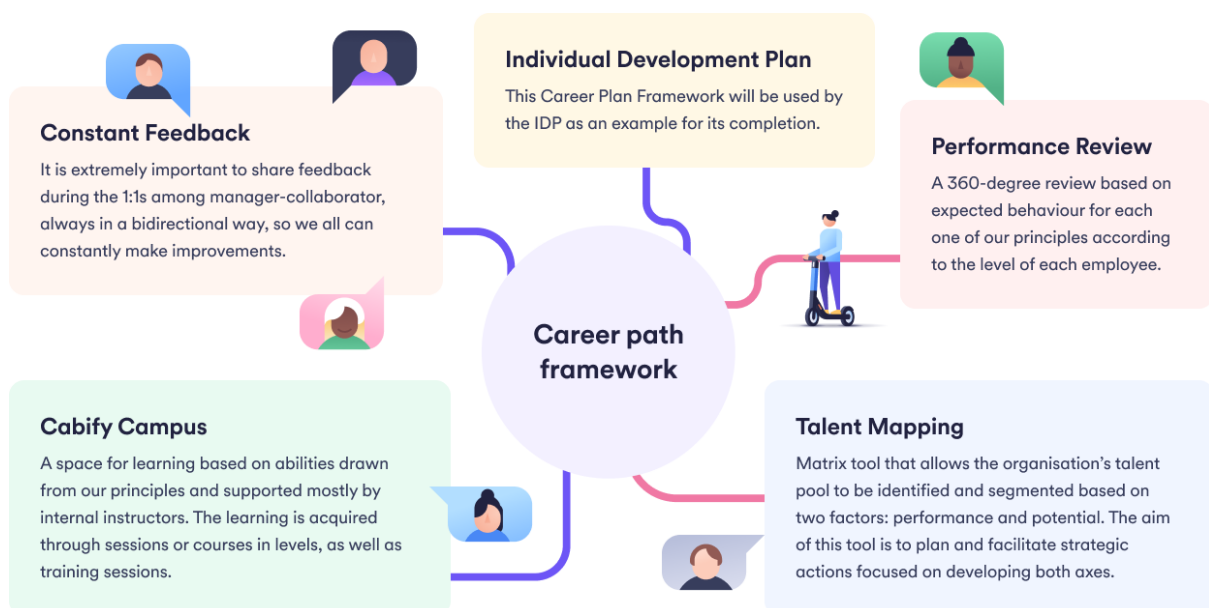 Individual Development Plan
This Career Plan Framework will be used by
the IDP as an example for its completion.
Constant Feedback
It is extremely important to share feedback
during the 1:1s among manager-collaborator,
always in a bidirectional way, so we all can
constantly make improvements.
Performance Review
A 360-degree review based on
expected behaviour for each
one of our principles according
to the level of each employee.
Career path
framework
Cabify Campus
A space for learning based on abilities drawn
from our principles and supported mostly by
internal instructors. The learning is acquired
through sessions or courses in levels, as well as
training sessions.
Talent Mapping
Matrix tool that allows the organisation’s talent
pool to be identified and segmented based on
two factors: performance and potential. The aim
of this tool is to plan and facilitate strategic
actions focused on developing both axes.